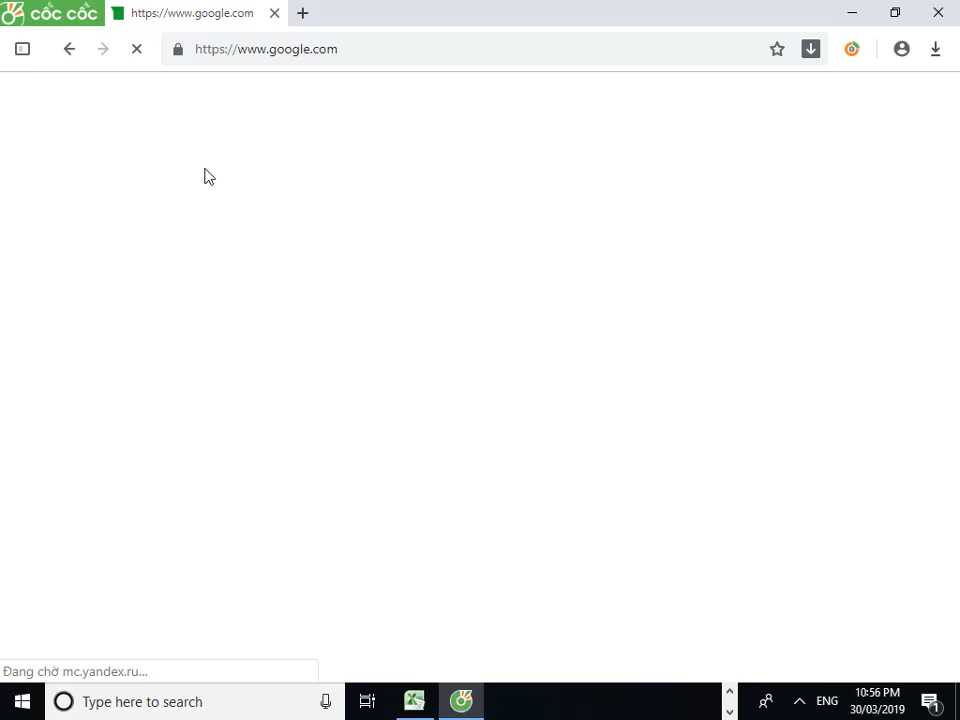 cốc cốc
https://www.google.com
https://www.google.com
Đang chờ mc.yandex.ru...
Type here to search
ENG
10:56 PM
30/03/2019
1